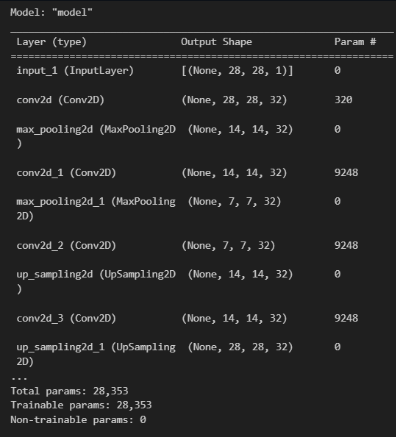 Model: "model"
_________________________________________________________________
Layer (type)                Output Shape              Param #
=================================================================
input_1 (InputLayer)        [(None, 28, 28, 1)]       0
conv2d (Conv2D)             (None, 28, 28, 32)        320
max_pooling2d (MaxPooling2D (None, 14, 14, 32)        0
)
conv2d_1 (Conv2D)           (None, 14, 14, 32)        9248
max_pooling2d_1 (MaxPooling (None, 7, 7, 32)          0
2D)
conv2d_2 (Conv2D)           (None, 7, 7, 32)          9248
up_sampling2d (UpSampling2D (None, 14, 14, 32)        0
)
conv2d_3 (Conv2D)           (None, 14, 14, 32)        9248
up_sampling2d_1 (UpSampling (None, 28, 28, 32)        0
2D)
...
Total params: 28,353
Trainable params: 28,353
Non-trainable params: 0